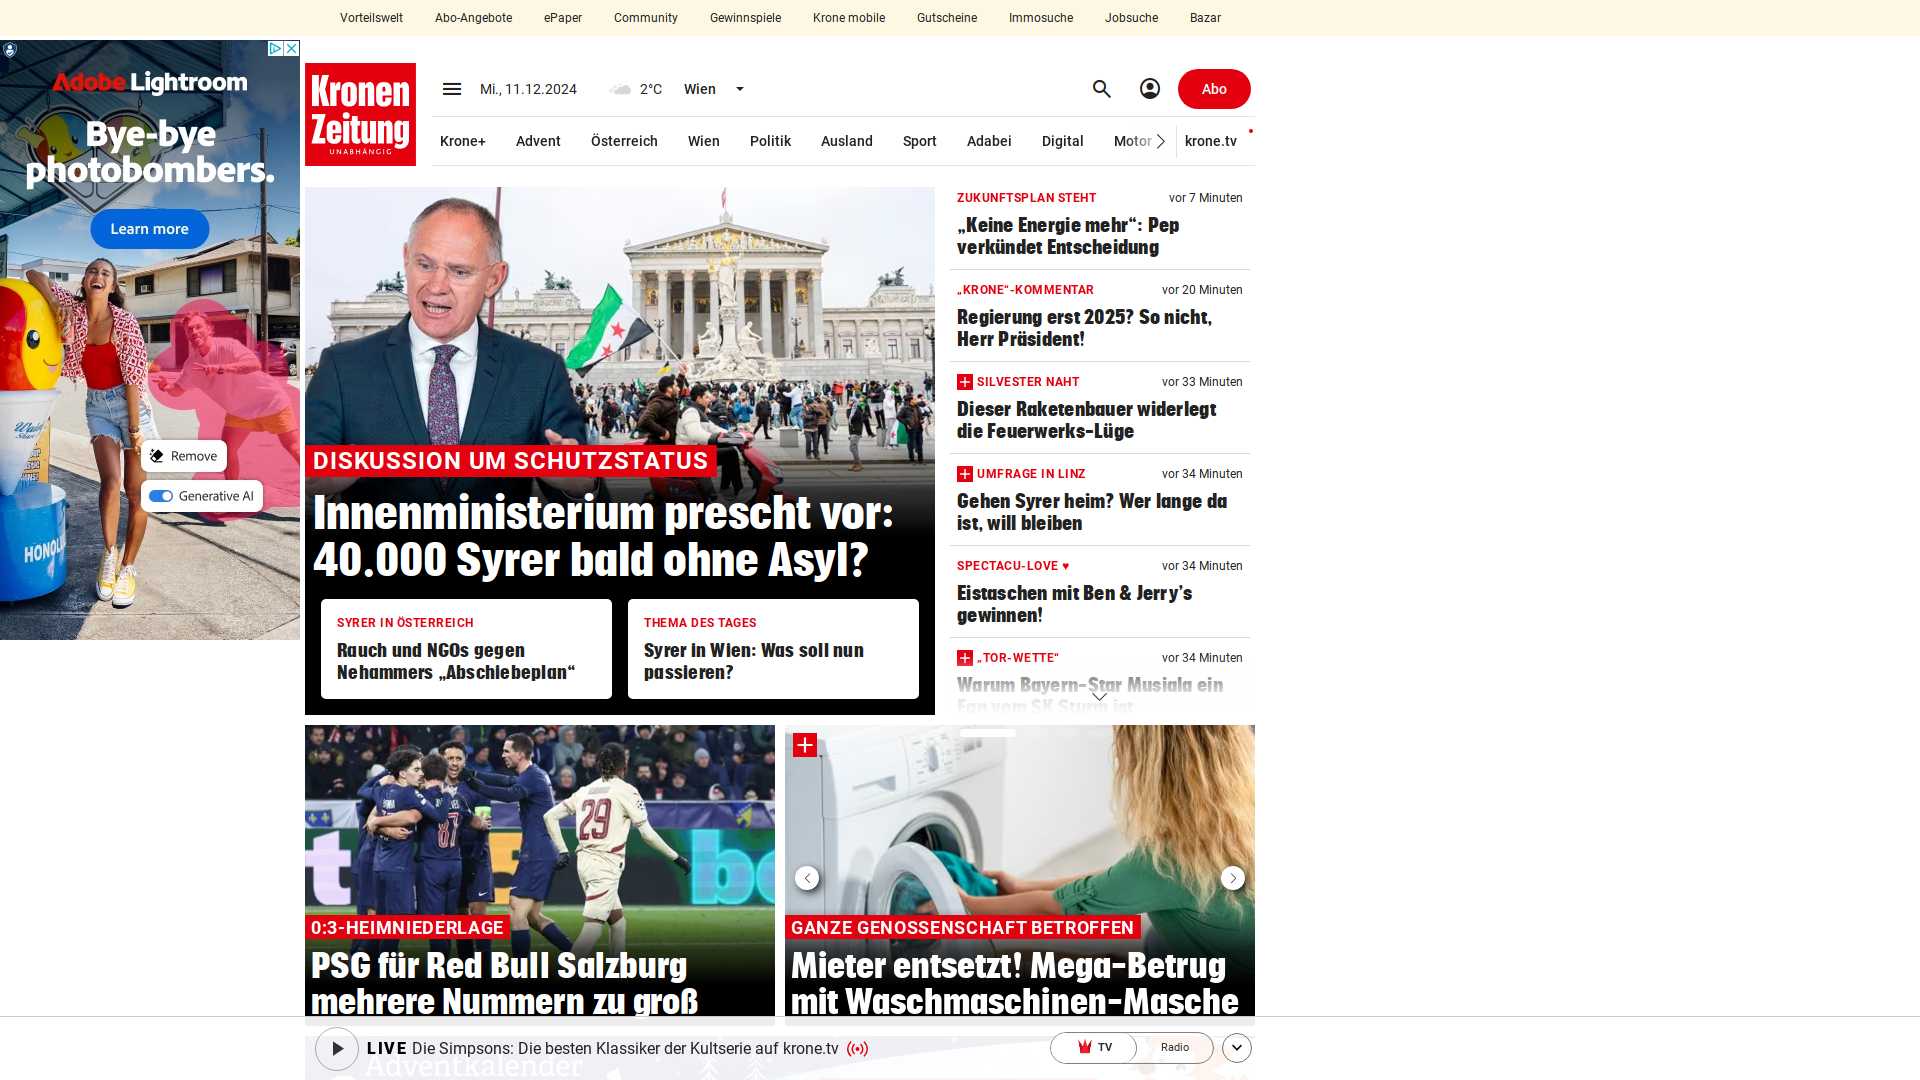 Vorteilswelt Abo-Angebote ePaper Community Gewinnspiele Krone mobile Gutscheine Immosuche Jobsuche Bazar
Adobe Lightroom
Bye-bye
photobombers.
Learn more
Remove
Generative AI
Kronen
Zeitung
UNABHÄNGIG
Mi., 11.12.2024 2°C Wien
Abo
Krone+ Advent Österreich Wien Politik Ausland Sport Adabei Digital Motor krone.tv
DISKUSSION UM SCHUTZSTATUS
Innenministerium prescht vor:
40.000 Syrer bald ohne Asyl?
SYRER IN ÖSTERREICH
Rauch und NGOs gegen
Nehammers „Abschiebeplan“
THEMA DES TAGES
Syrer in Wien: Was soll nun
passieren?
ZUKUNFTSPLAN STEHT vor 7 Minuten
„Keine Energie mehr“: Pep
verkündet Entscheidung
„KRONE“-KOMMENTAR vor 20 Minuten
Regierung erst 2025? So nicht,
Herr Präsident!
SILVESTER NAHT vor 33 Minuten
Dieser Raketenbauer widerlegt
die Feuerwerks-Lüge
UMFRAGE IN LINZ vor 34 Minuten
Gehen Syrer heim? Wer lange da
ist, will bleiben
SPECTACU-LOVE ♥ vor 34 Minuten
Eistaschen mit Ben & Jerry’s
gewinnen!
„TOR-WETTE“ vor 34 Minuten
Warum Bayern-Star Musiala ein
Fan vom SK Sturm ist
87
29
0:3-HEIMNIEDERLAGE
PSG für Red Bull Salzburg
mehrere Nummern zu groß
GANZE GENOSSENSCHAFT BETROFFEN
Mieter entsetzt! Mega-Betrug
mit Waschmaschinen-Masche
LIVE Die Simpsons: Die besten Klassiker der Kultserie auf krone.tv
TV Radio
Adventkalender